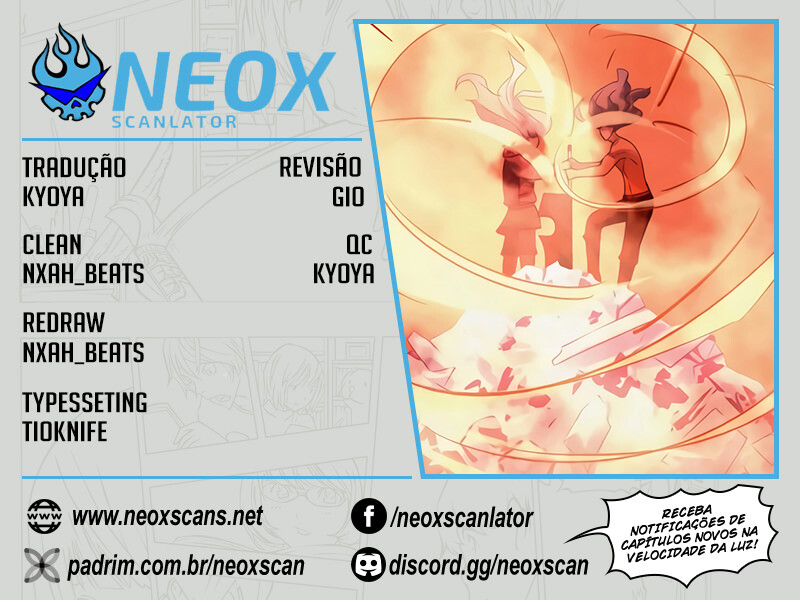 NEOX
SCANLATOR
TRADUÇÃO
KYOYA
REVISÃO
GIO
CLEAN
NXAH_BEATS
QC
KYOYA
REDRAW
NXAH_BEATS
TYPESSETING
TIOKNIFE
www.neoxscans.net
/neoxscanlator
padrim.com.br/neoxscan
discord.gg/neoxscan
RECEBA
NOTIFICAÇÕES DE
CAPÍTULOS NOVOS NA
VELOCIDADE DA LUZ!